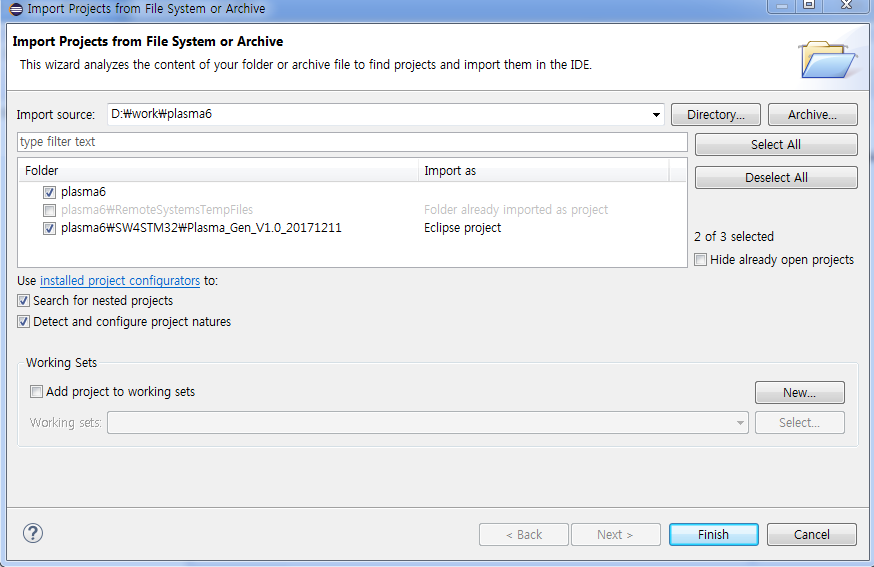 Import Projects from File System or Archive
Import Projects from File System or Archive
This wizard analyzes the content of your folder or archive file to find projects and import them in the IDE.
Import source: D:₩work₩plasma6 Directory... Archive...
type filter text Select All
Folder Import as Deselect All
plasma6
plasma6₩RemoteSystemsTempFiles Folder already imported as project
plasma6₩SW4STM32₩Plasma_Gen_V1.0_20171211 Eclipse project
2 of 3 selected
Hide already open projects
Use installed project configurators to:
Search for nested projects
Detect and configure project natures
Working Sets
Add project to working sets New...
Working sets: Select...
? < Back Next > Finish Cancel